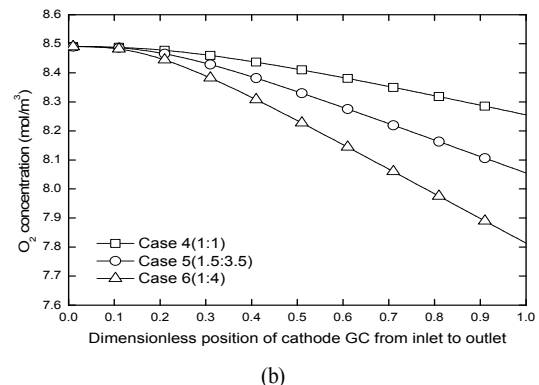 8.6
8.5
8.4
8.3
8.2
8.1
8.0
7.9
7.8
7.7
7.6
O₂ concentration (mol/m³)
Case 4(1:1)
Case 5(1.5:3.5)
Case 6(1:4)
0.0 0.1 0.2 0.3 0.4 0.5 0.6 0.7 0.8 0.9 1.0
Dimensionless position of cathode GC from inlet to outlet
(b)